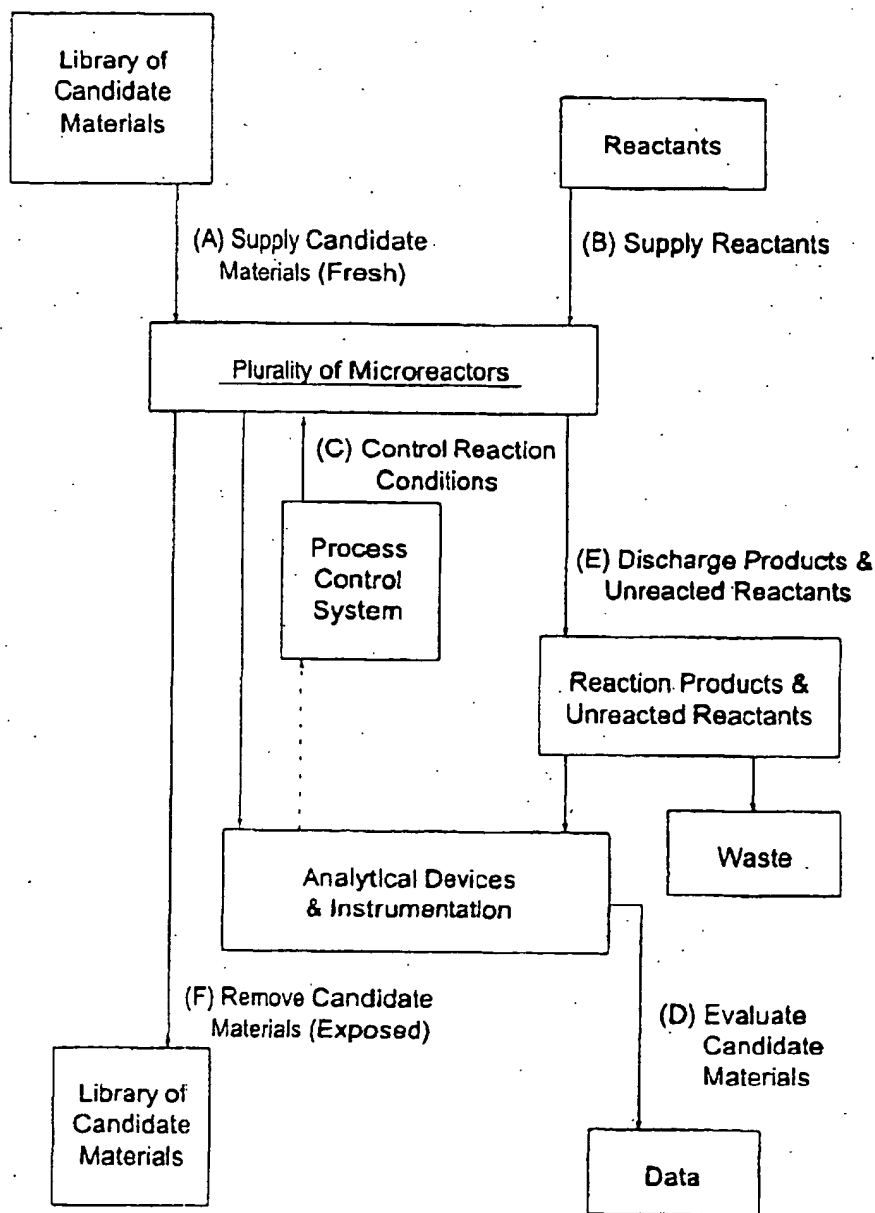 Library of
Candidate
Materials
Reactants
(A) Supply Candidate
Materials (Fresh)
(B) Supply Reactants
Plurality of Microreactors
(C) Control Reaction
Conditions
Process
Control
System
(E) Discharge Products &
Unreacted Reactants
Reaction Products &
Unreacted Reactants
Waste
Analytical Devices
& Instrumentation
(F) Remove Candidate
Materials (Exposed)
(D) Evaluate
Candidate
Materials
Library of
Candidate
Materials
Data